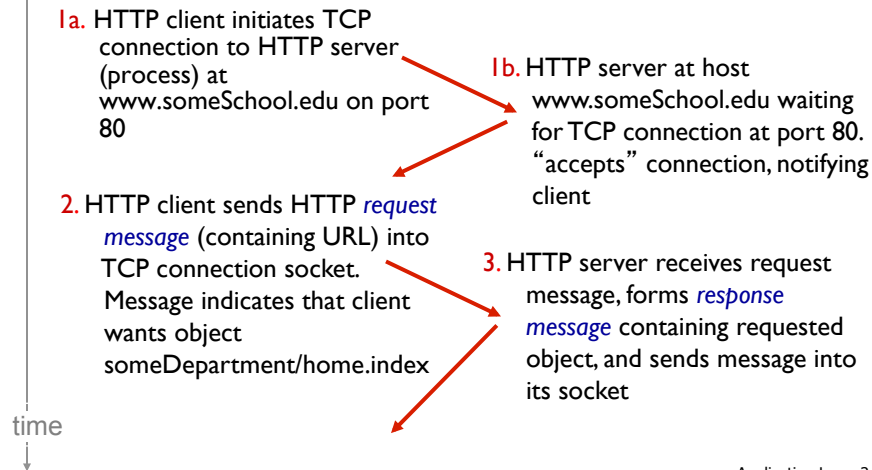 1a. HTTP client initiates TCP
connection to HTTP server
(process) at
www.someSchool.edu on port
80
1b. HTTP server at host
www.someSchool.edu waiting
for TCP connection at port 80.
“accepts” connection, notifying
client
2. HTTP client sends HTTP request
message (containing URL) into
TCP connection socket.
Message indicates that client
wants object
someDepartment/home.index
3. HTTP server receives request
message, forms response
message containing requested
object, and sends message into
its socket
time